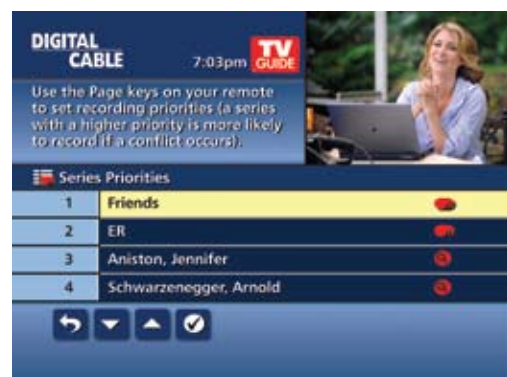 DIGITAL
CABLE
7:03pm
TV
GUIDE
Use the Page keys on your remote
to set recording priorities (a series
with a higher priority is more likely
to record if a conflict occurs).
Series Priorities
1 Friends
2 ER
3 Aniston, Jennifer
4 Schwarzenegger, Arnold